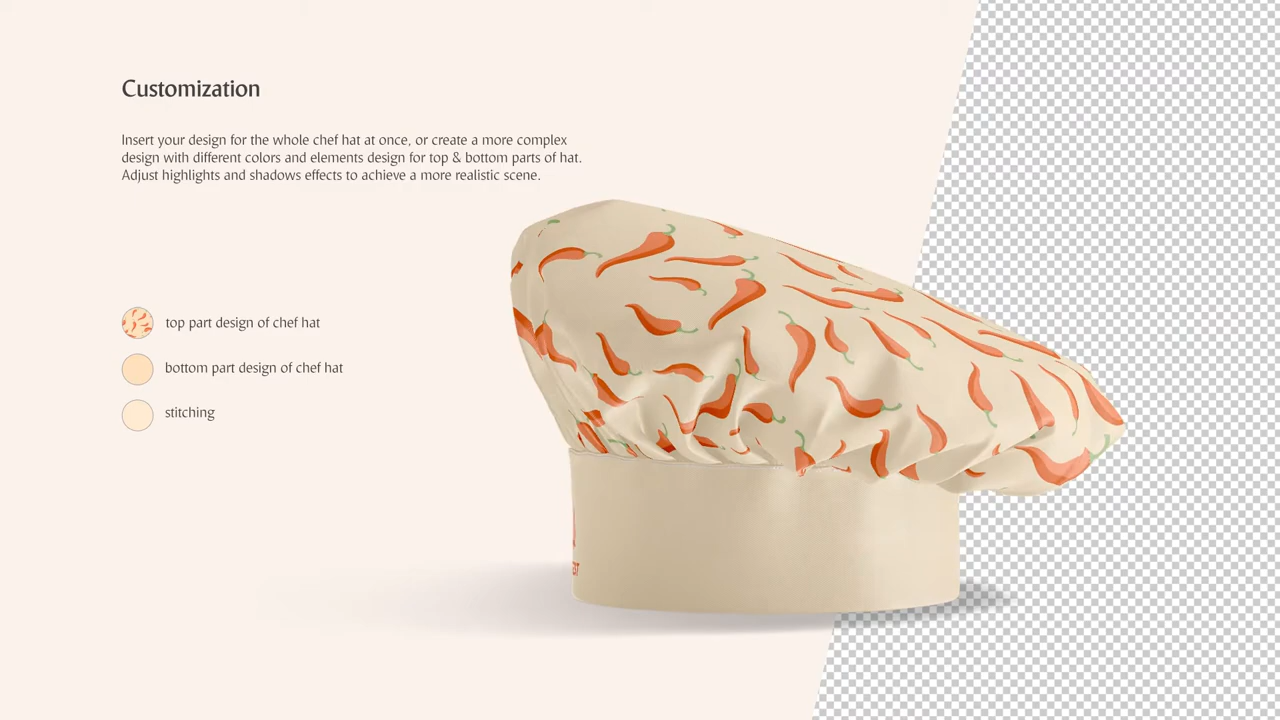 Customization
Insert your design for the whole chef hat at once, or create a more complex
design with different colors and elements design for top & bottom parts of hat.
Adjust highlights and shadows effects to achieve a more realistic scene.
top part design of chef hat
bottom part design of chef hat
stitching